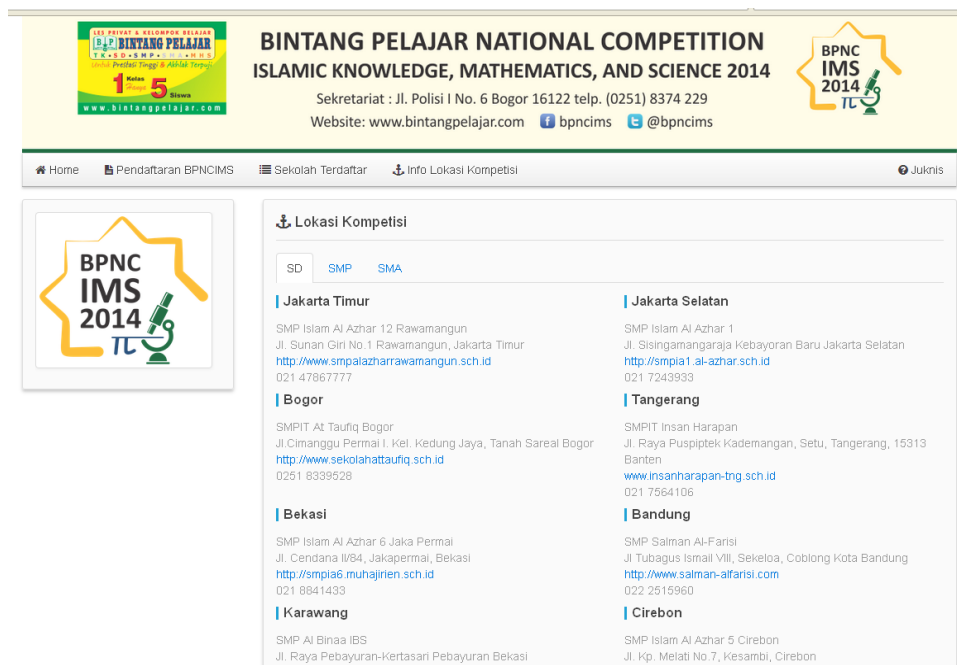 LES PRIVAT & KELOMPOK BELAJAR
BP BINTANG PELAJAR
TK•SD•SMP•SMA•MHS
Untuk Prestasi Tinggi & Akhlak Terpuji
1 Kelas Hanya 5 Siswa
www.bintangpelajar.com
BINTANG PELAJAR NATIONAL COMPETITION
ISLAMIC KNOWLEDGE, MATHEMATICS, AND SCIENCE 2014
Sekretariat : Jl. Polisi I No. 6 Bogor 16122 telp. (0251) 8374 229
Website: www.bintangpelajar.com bpncims @bpncims
BPNC
IMS
2014
π
Home Pendaftaran BPNCIMS Sekolah Terdaftar Info Lokasi Kompetisi Juknis
BPNC
IMS
2014
π
Lokasi Kompetisi
SD SMP SMA
Jakarta Timur
SMP Islam Al Azhar 12 Rawamangun
Jl. Sunan Giri No.1 Rawamangun, Jakarta Timur
http://www.smpalazharrawamangun.sch.id
021 47867777
Jakarta Selatan
SMP Islam Al Azhar 1
Jl. Sisingamangaraja Kebayoran Baru Jakarta Selatan
http://smpia1.al-azhar.sch.id
021 7243933
Bogor
SMPIT At Taufiq Bogor
Jl.Cimanggu Permai I. Kel. Kedung Jaya, Tanah Sareal Bogor
http://www.sekolahattaufiq.sch.id
0251 8339528
Tangerang
SMPIT Insan Harapan
Jl. Raya Puspiptek Kademangan, Setu, Tangerang, 15313
Banten
www.insanharapan-tng.sch.id
021 7564106
Bekasi
SMP Islam Al Azhar 6 Jaka Permai
Jl. Cendana II/84, Jakapermai, Bekasi
http://smpia6.muhajirien.sch.id
021 8841433
Bandung
SMP Salman Al-Farisi
Jl Tubagus Ismail VIII, Sekeloa, Coblong Kota Bandung
http://www.salman-alfarisi.com
022 2515960
Karawang
SMP Al Binaa IBS
Jl. Raya Pebayuran-Kertasari Pebayuran Bekasi
Cirebon
SMP Islam Al Azhar 5 Cirebon
Jl. Kp. Melati No.7, Kesambi, Cirebon